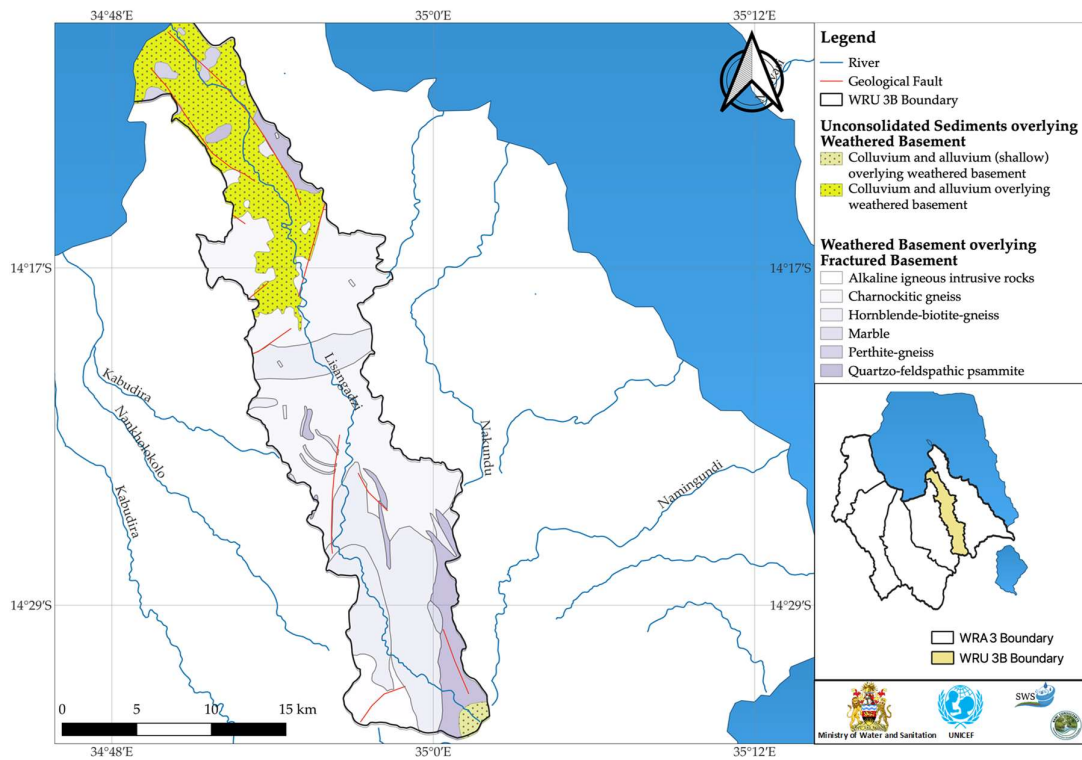 34°48'E
35°0'E
35°12'E
14°17'S
14°17'S
14°29'S
14°29'S
Lisangadzi
Kabudira
Nankholokolo
Kabudira
Nakundu
Namingundi
0 5 10 15 km
34°48'E
35°0'E
35°12'E
Legend
River
Geological Fault
WRU 3B Boundary
Unconsolidated Sediments overlying
Weathered Basement
Colluvium and alluvium (shallow)
overlying weathered basement
Colluvium and alluvium overlying
weathered basement
Weathered Basement overlying
Fractured Basement
Alkaline igneous intrusive rocks
Charnockitic gneiss
Hornblende-biotite-gneiss
Marble
Perthite-gneiss
Quartzo-feldspathic psammite
WRA 3 Boundary
WRU 3B Boundary
Ministry of Water and Sanitation
UNICEF
SWS